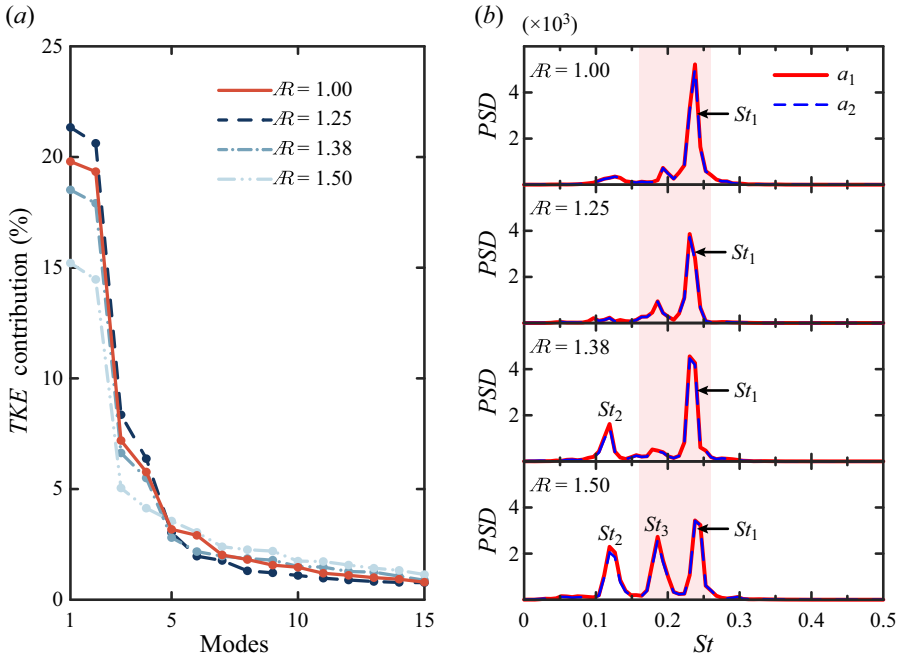 (a)
25
20
15
10
5
0
TKE contribution (%)
1
5
10
15
Modes
Æ = 1.00
Æ = 1.25
Æ = 1.38
Æ = 1.50
(b)
(×10³)
Æ = 1.00
4
2
PSD
St₁
a₁
a₂
Æ = 1.25
4
2
PSD
St₁
Æ = 1.38
4
2
PSD
St₂
St₁
Æ = 1.50
4
2
PSD
St₂
St₃
St₁
0
0.1
0.2
0.3
0.4
0.5
St